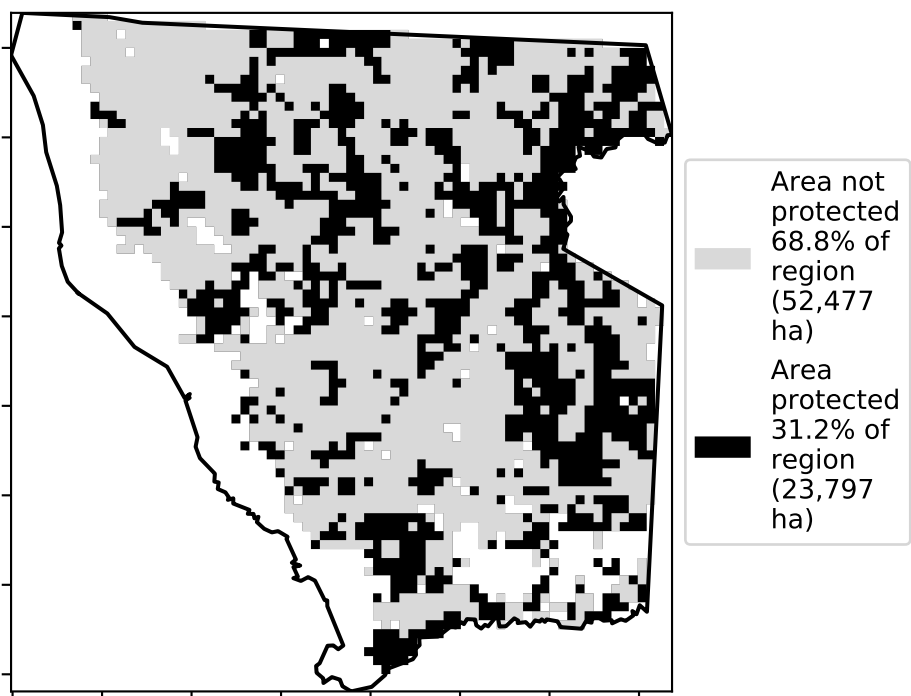 Area not
protected
68.8% of
region
(52,477
ha)
Area
protected
31.2% of
region
(23,797
ha)